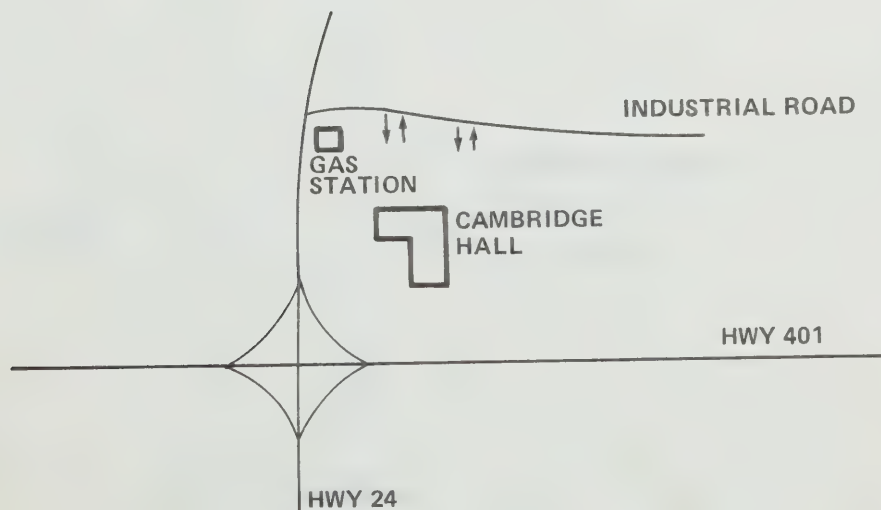 INDUSTRIAL ROAD
GAS
STATION
CAMBRIDGE
HALL
HWY 401
HWY 24